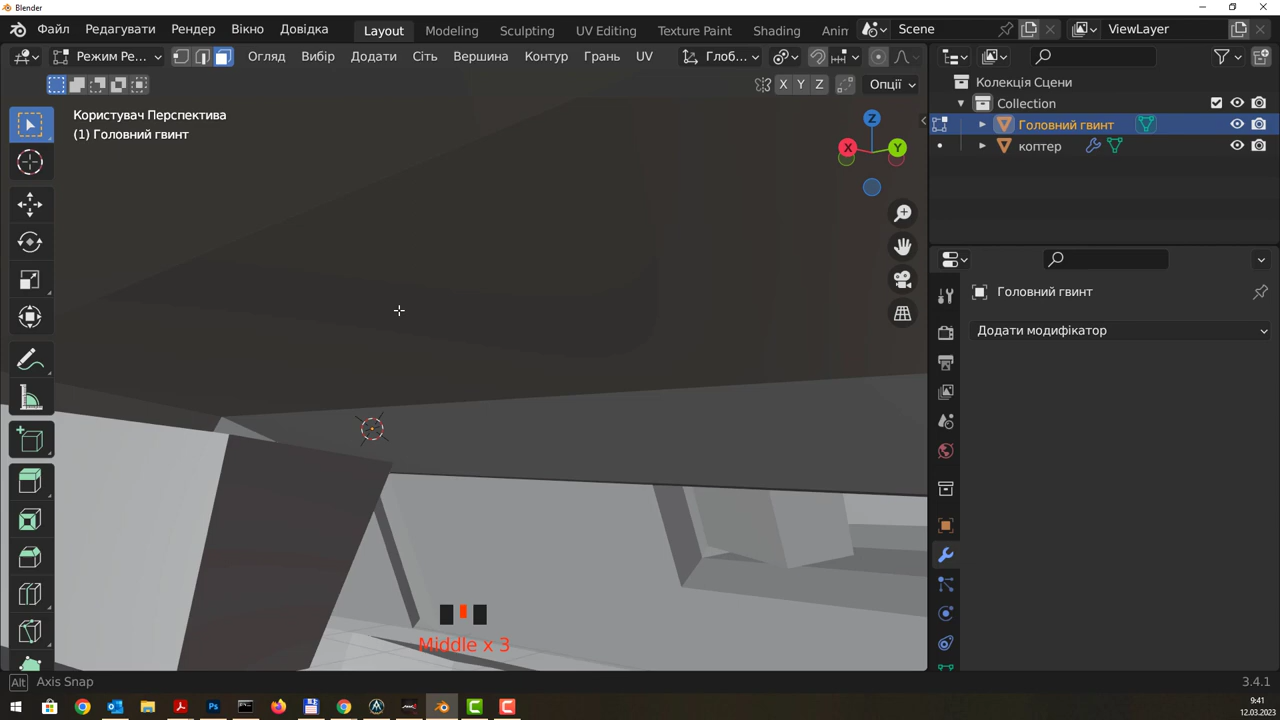 Blender
Файл Редагувати Рендер Вікно Довідка Layout Modeling Sculpting UV Editing Texture Paint Shading Anim Scene ViewLayer
Режим Ре... Огляд Вибір Додати Сіть Вершина Контур Грань UV Глоб...
X Y Z Опції
Користувач Перспектива
(1) Головний гвинт
Z
X Y
Колекція Сцени
Collection
Головний гвинт
коптер
Головний гвинт
Додати модифікатор
Middle x 3
Alt Axis Snap 3.4.1
9:41
12.03.2023